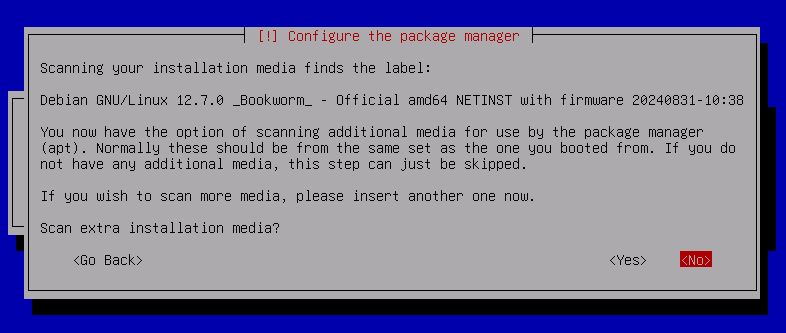 [!] Configure the package manager
Scanning your installation media finds the label:
Debian GNU/Linux 12.7.0 _Bookworm_ - Official amd64 NETINST with firmware 20240831-10:38
You now have the option of scanning additional media for use by the package manager
(apt). Normally these should be from the same set as the one you booted from. If you do
not have any additional media, this step can just be skipped.
If you wish to scan more media, please insert another one now.
Scan extra installation media?
<Go Back> <Yes> <No>